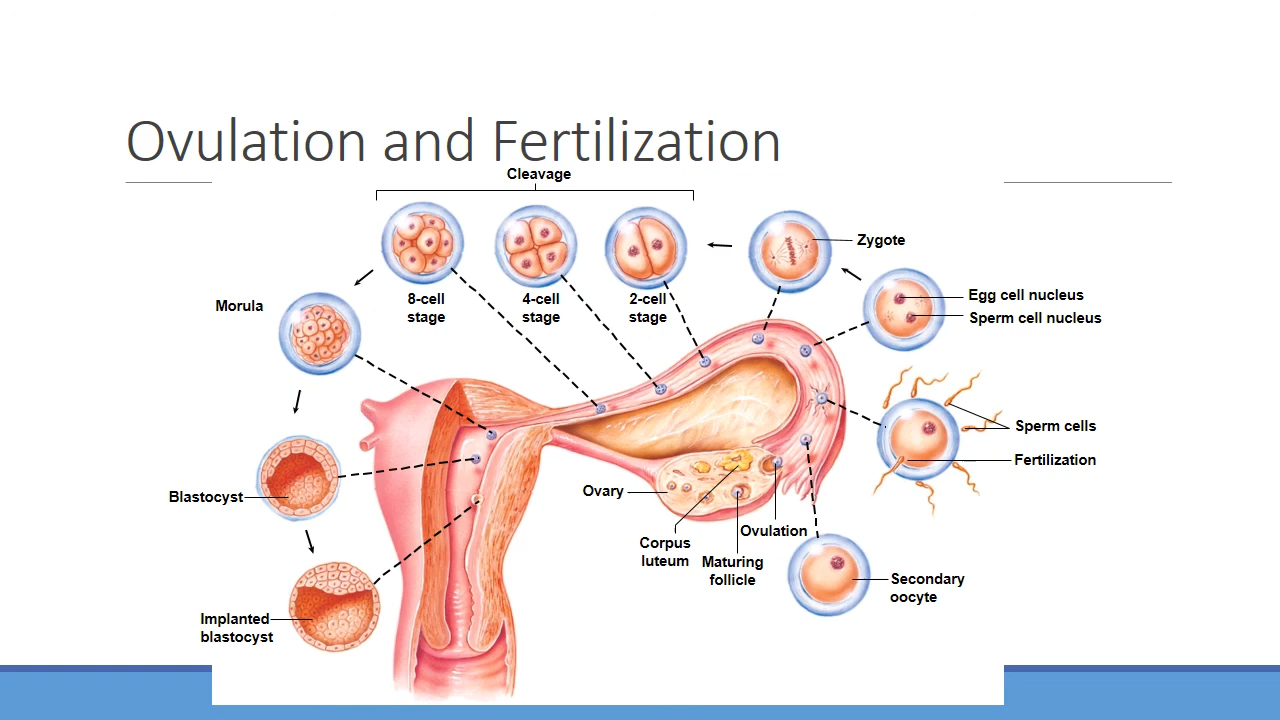 Ovulation and Fertilization
Cleavage
Zygote
Egg cell nucleus
Sperm cell nucleus
8-cell
stage
4-cell
stage
2-cell
stage
Morula
Sperm cells
Fertilization
Blastocyst
Ovary
Ovulation
Corpus
luteum
Maturing
follicle
Secondary
oocyte
Implanted
blastocyst